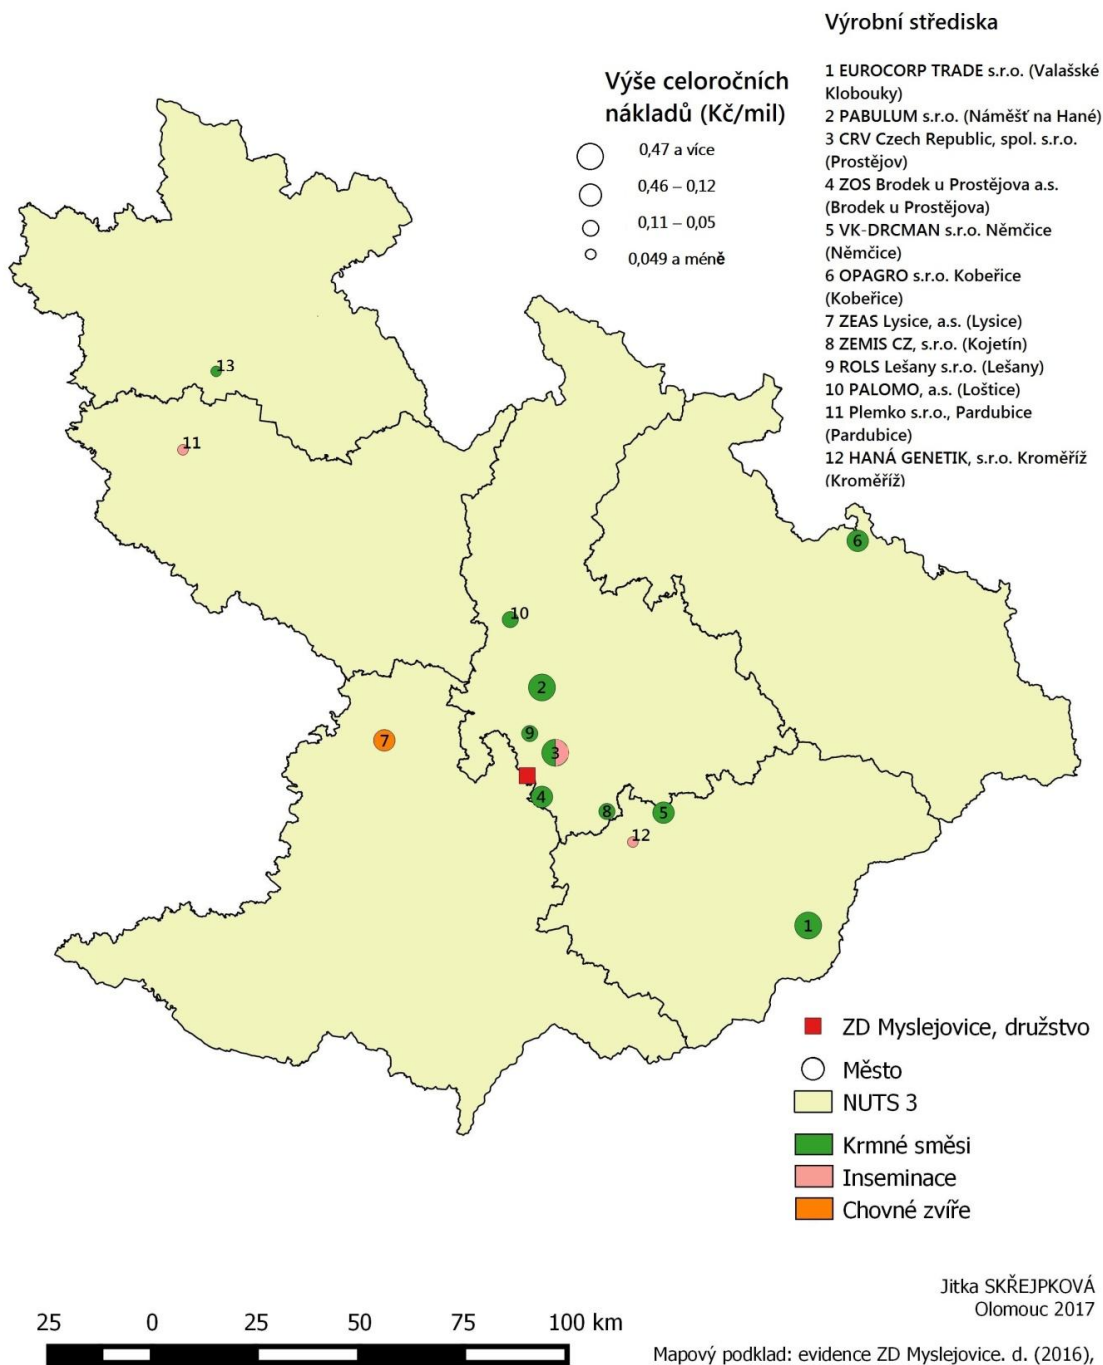 Výrobní střediska
1 EUROCORP TRADE s.r.o. (Valašské
Klobouky)
2 PABULUM s.r.o. (Náměšť na Hané)
3 CRV Czech Republic, spol. s.r.o.
(Prostějov)
4 ZOS Brodek u Prostějova a.s.
(Brodek u Prostějova)
5 VK-DRCMAN s.r.o. Němčice
(Němčice)
6 OPAGRO s.r.o. Kobeřice
(Kobeřice)
7 ZEAS Lysice, a.s. (Lysice)
8 ZEMIS CZ, s.r.o. (Kojetín)
9 ROLS Lešany s.r.o. (Lešany)
10 PALOMO, a.s. (Loštice)
11 Plemko s.r.o., Pardubice
(Pardubice)
12 HANÁ GENETIK, s.r.o. Kroměříž
(Kroměříž)
Výše celoročních
nákladů (Kč/mil)
0,47 a více
0,46 – 0,12
0,11 – 0,05
0,049 a méně
13
11
6
10
2
9
7
3
4
8
5
12
1
ZD Myslejovice, družstvo
Město
NUTS 3
Krmné směsi
Inseminace
Chovné zvíře
Jitka SKŘEJPKOVÁ
Olomouc 2017
25 0 25 50 75 100 km
Mapový podklad: evidence ZD Myslejovice. d. (2016),